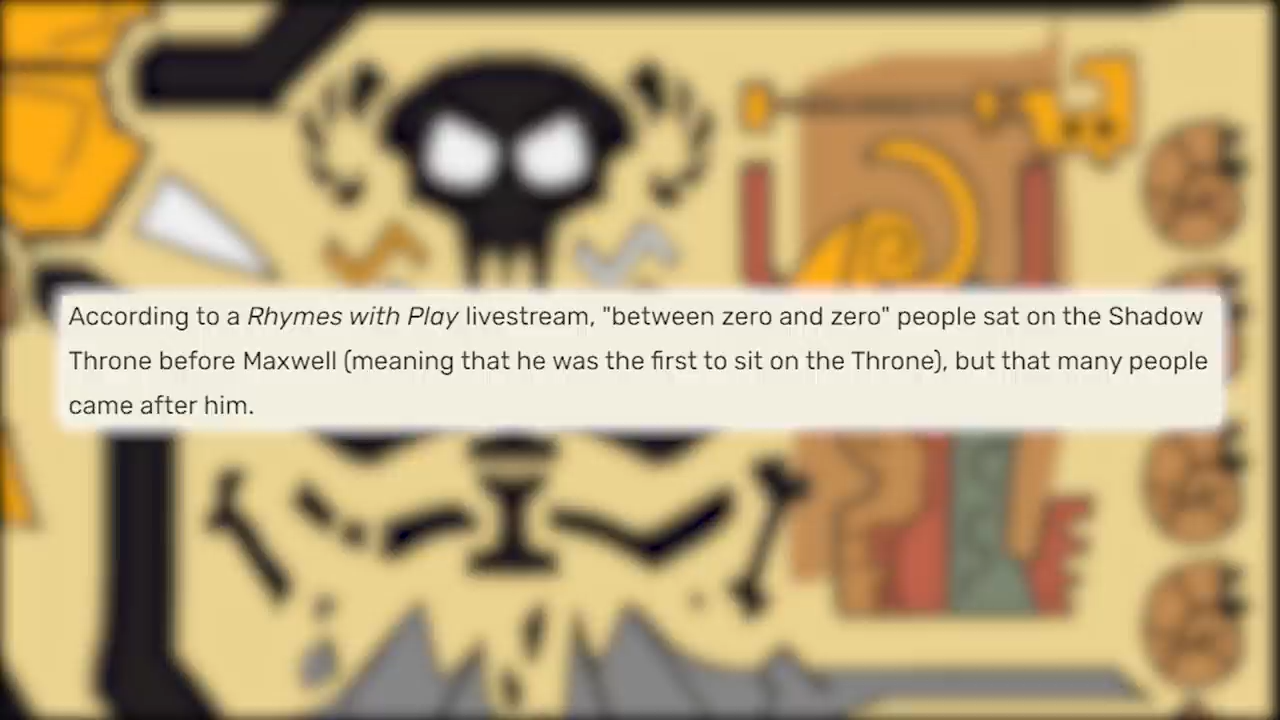 According to a Rhymes with Play livestream, "between zero and zero" people sat on the Shadow
Throne before Maxwell (meaning that he was the first to sit on the Throne), but that many people
came after him.